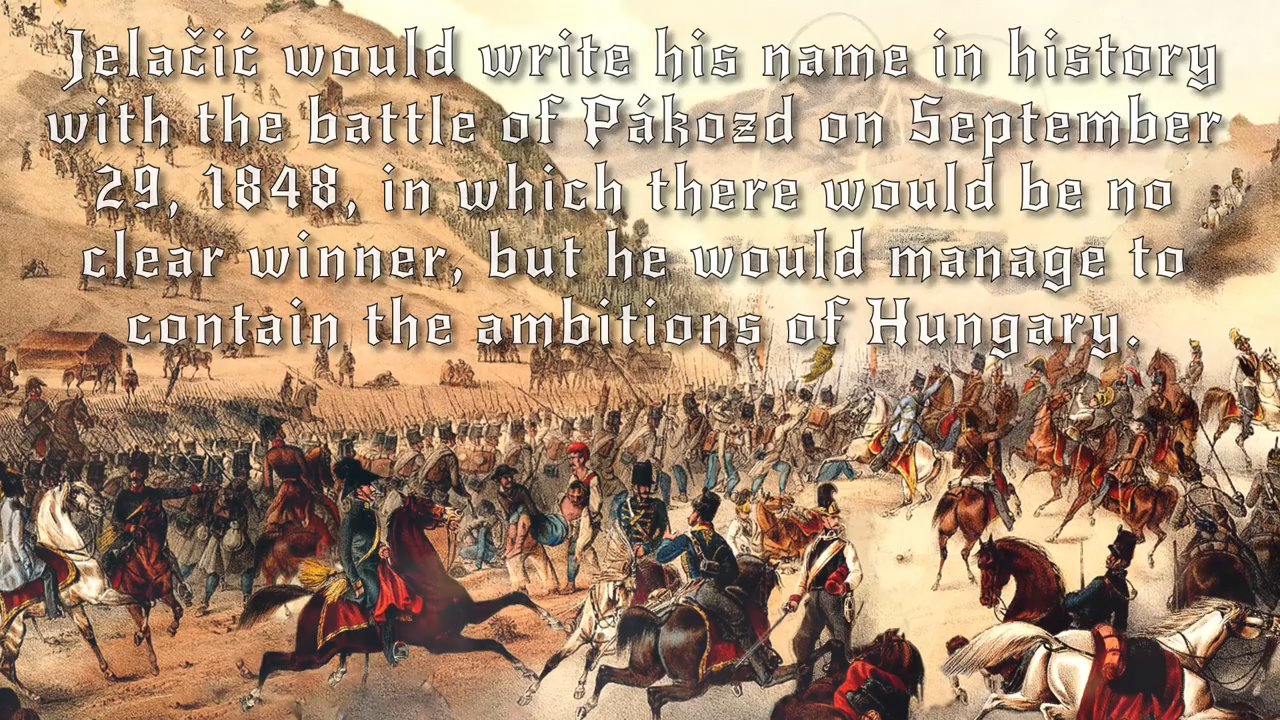 Jelačić would write his name in history
with the battle of Pákozd on September
29, 1848, in which there would be no
clear winner, but he would manage to
contain the ambitions of Hungary.